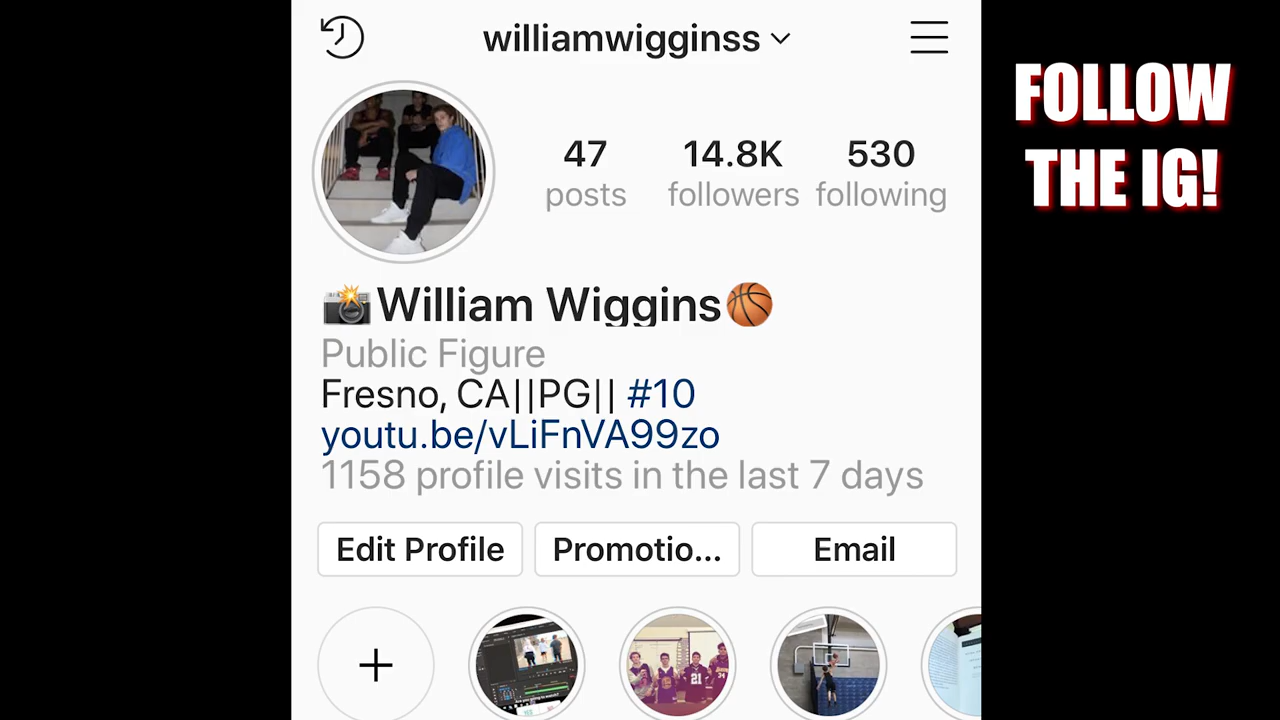 williamwigginss
FOLLOW
THE IG!
47 14.8K 530
posts followers following
📸William Wiggins🏀
Public Figure
Fresno, CA||PG|| #10
youtu.be/vLiFnVA99zo
1158 profile visits in the last 7 days
Edit Profile Promotio... Email
21